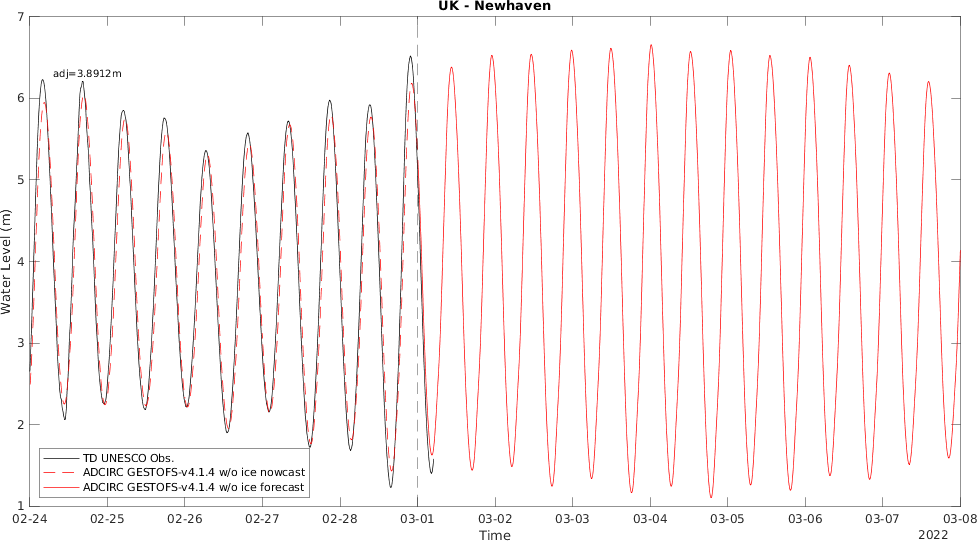 UK - Newhaven
adj=3.8912m
Water Level (m)
7
6
5
4
3
2
1
TD UNESCO Obs.
ADCIRC GESTOFS-v4.1.4 w/o ice nowcast
ADCIRC GESTOFS-v4.1.4 w/o ice forecast
02-24 02-25 02-26 02-27 02-28 03-01 03-02 03-03 03-04 03-05 03-06 03-07 03-08
Time
2022